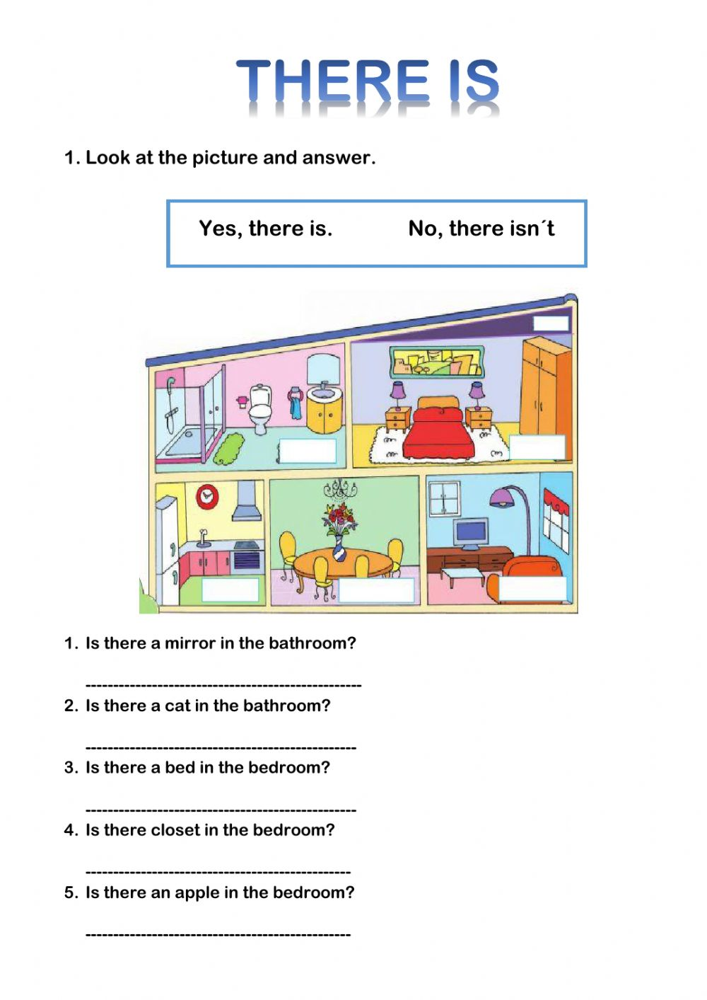 THERE IS
1. Look at the picture and answer.
Yes, there is. No, there isn´t
1. Is there a mirror in the bathroom?
--------------------------------------------------
2. Is there a cat in the bathroom?
-------------------------------------------------
3. Is there a bed in the bedroom?
-------------------------------------------------
4. Is there closet in the bedroom?
------------------------------------------------
5. Is there an apple in the bedroom?
------------------------------------------------